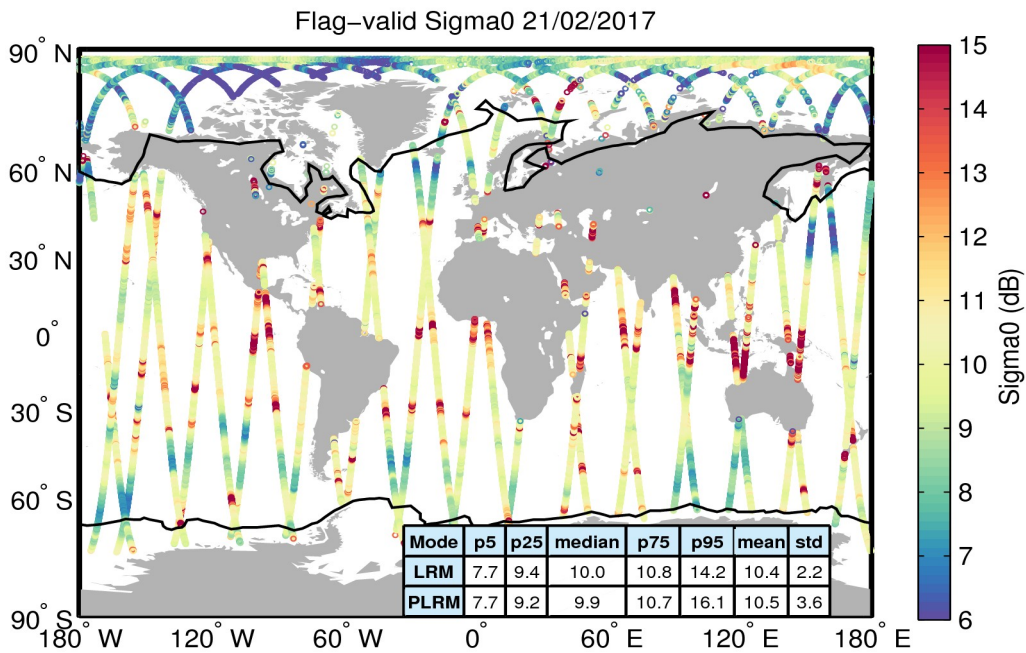 Flag−valid Sigma0 21/02/2017
90° N
60° N
30° N
0°
30° S
60° S
90° S
180° W
120° W
60° W
0°
60° E
120° E
180° E
15
14
13
12
11
10
9
8
7
6
Sigma0 (dB)
Mode p5 p25 median p75 p95 mean std
LRM 7.7 9.4 10.0 10.8 14.2 10.4 2.2
PLRM 7.7 9.2 9.9 10.7 16.1 10.5 3.6